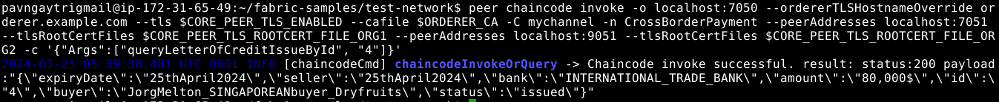 pavngaytrigmail@ip-172-31-65-49:~/fabric-samples/test-network$ peer chaincode invoke -o localhost:7050 --ordererTLSHostnameOverride or
derer.example.com --tls $CORE_PEER_TLS_ENABLED --cafile $ORDERER_CA -C mychannel -n CrossBorderPayment --peerAddresses localhost:7051
--tlsRootCertFiles $CORE_PEER_TLS_ROOTCERT_FILE_ORG1 --peerAddresses localhost:9051 --tlsRootCertFiles $CORE_PEER_TLS_ROOTCERT_FILE_OR
G2 -c '{"Args":["queryLetterOfCreditIssueById", "4"]}'
2024-03-25 05:39:38.481 UTC 0001 INFO [chaincodeCmd] chaincodeInvokeOrQuery -> Chaincode invoke successful. result: status:200 payload
:"{\"expiryDate\":\"25thApril2024\",\"seller\":\"25thApril2024\",\"bank\":\"INTERNATIONAL_TRADE_BANK\",\"amount\":\"80,000$\",\"id\":\
"4\",\"buyer\":\"JorgMelton_SINGAPOREANbuyer_Dryfruits\",\"status\":\"issued\"}"